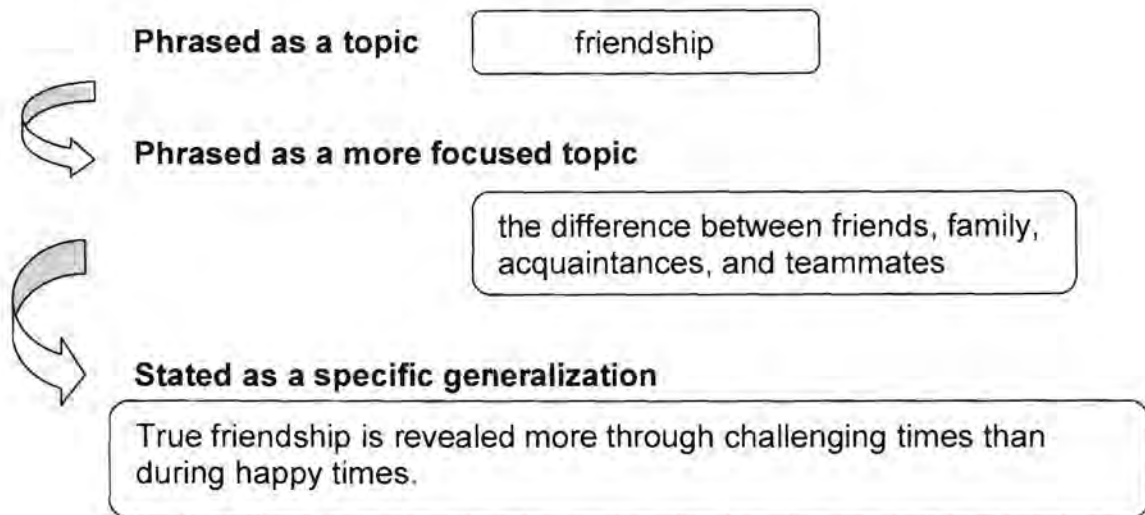 Phrased as a topic
friendship
Phrased as a more focused topic
the difference between friends, family,
acquaintances, and teammates
Stated as a specific generalization
True friendship is revealed more through challenging times than
during happy times.